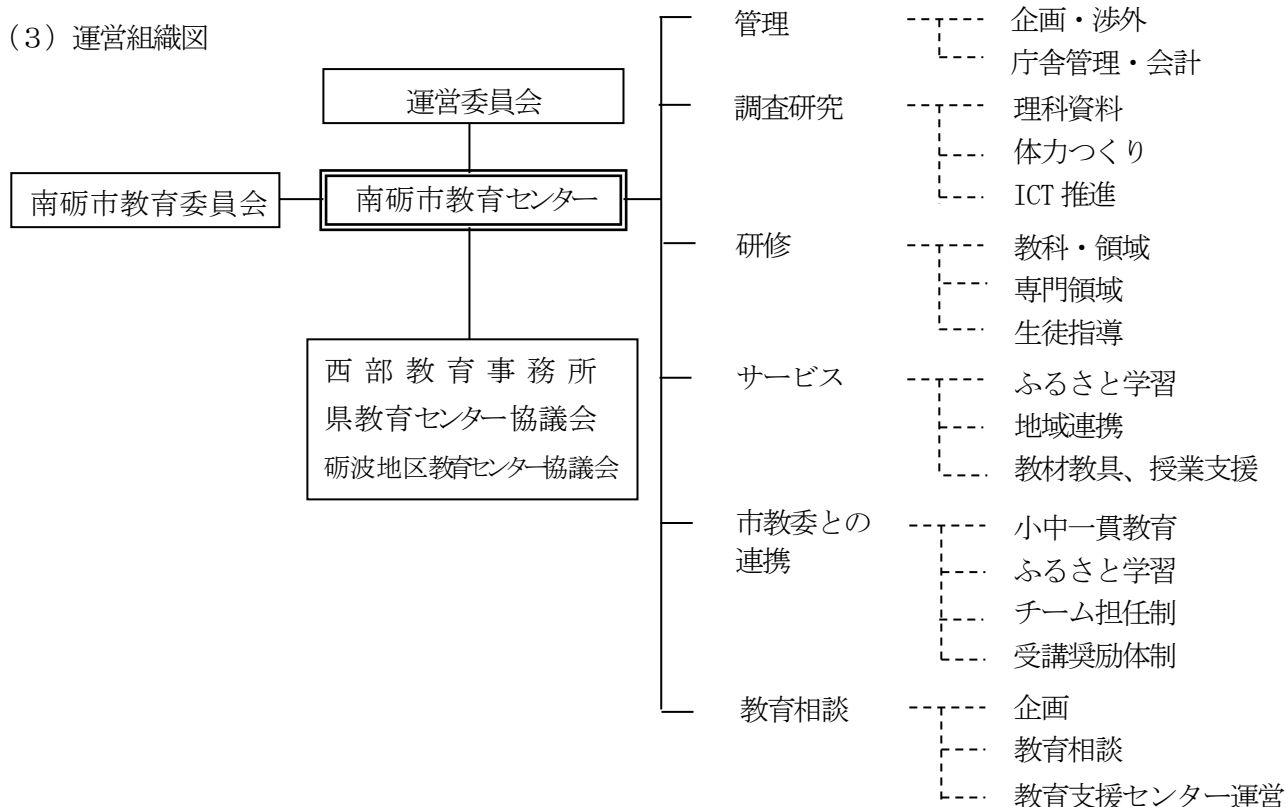 (3) 運営組織図
運営委員会
南砺市教育委員会
南砺市教育センター
西部教育事務所
県教育センター協議会
砺波地区教育センター協議会
管理
企画・渉外
庁舎管理・会計
調査研究
理科資料
体力つくり
ICT 推進
研修
教科・領域
専門領域
生徒指導
サービス
ふるさと学習
地域連携
教材教具、授業支援
市教委との
連携
小中一貫教育
ふるさと学習
チーム担任制
受講奨励体制
教育相談
企画
教育相談
教育支援センター運営